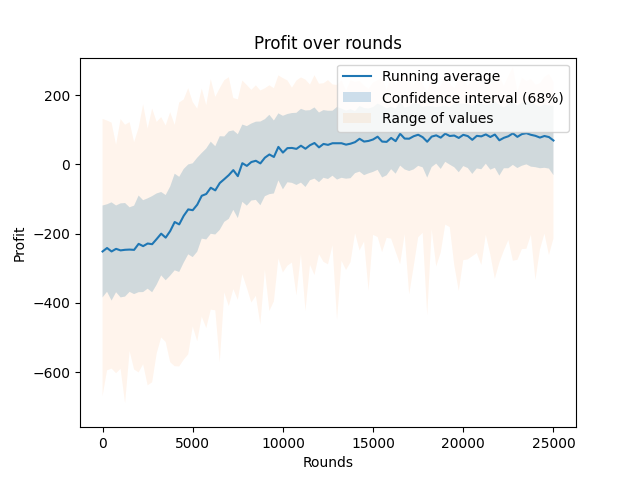 Profit over rounds
Running average
Confidence interval (68%)
Range of values
Profit
200
0
−200
−400
−600
0
5000
10000
15000
20000
25000
Rounds